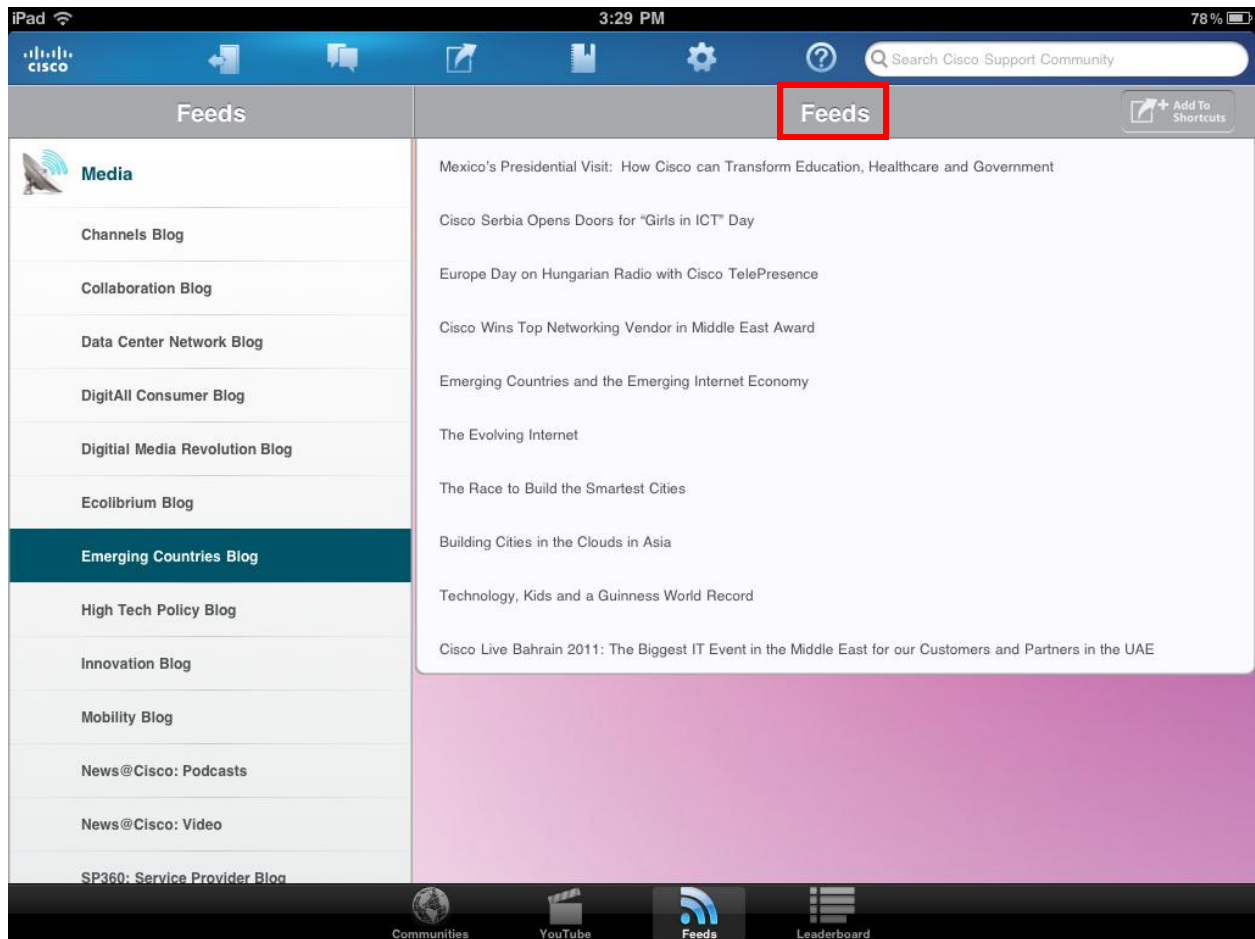 iPad 3:29 PM 78%
CISCO Search Cisco Support Community
Feeds
Feeds
Add To
Shortcuts
Media
Channels Blog
Collaboration Blog
Data Center Network Blog
DigitAll Consumer Blog
Digitial Media Revolution Blog
Ecolibrium Blog
Emerging Countries Blog
High Tech Policy Blog
Innovation Blog
Mobility Blog
News@Cisco: Podcasts
News@Cisco: Video
SP360: Service Provider Blog
Mexico's Presidential Visit: How Cisco can Transform Education, Healthcare and Government
Cisco Serbia Opens Doors for “Girls in ICT” Day
Europe Day on Hungarian Radio with Cisco TelePresence
Cisco Wins Top Networking Vendor in Middle East Award
Emerging Countries and the Emerging Internet Economy
The Evolving Internet
The Race to Build the Smartest Cities
Building Cities in the Clouds in Asia
Technology, Kids and a Guinness World Record
Cisco Live Bahrain 2011: The Biggest IT Event in the Middle East for our Customers and Partners in the UAE
Communities YouTube Feeds Leaderboard